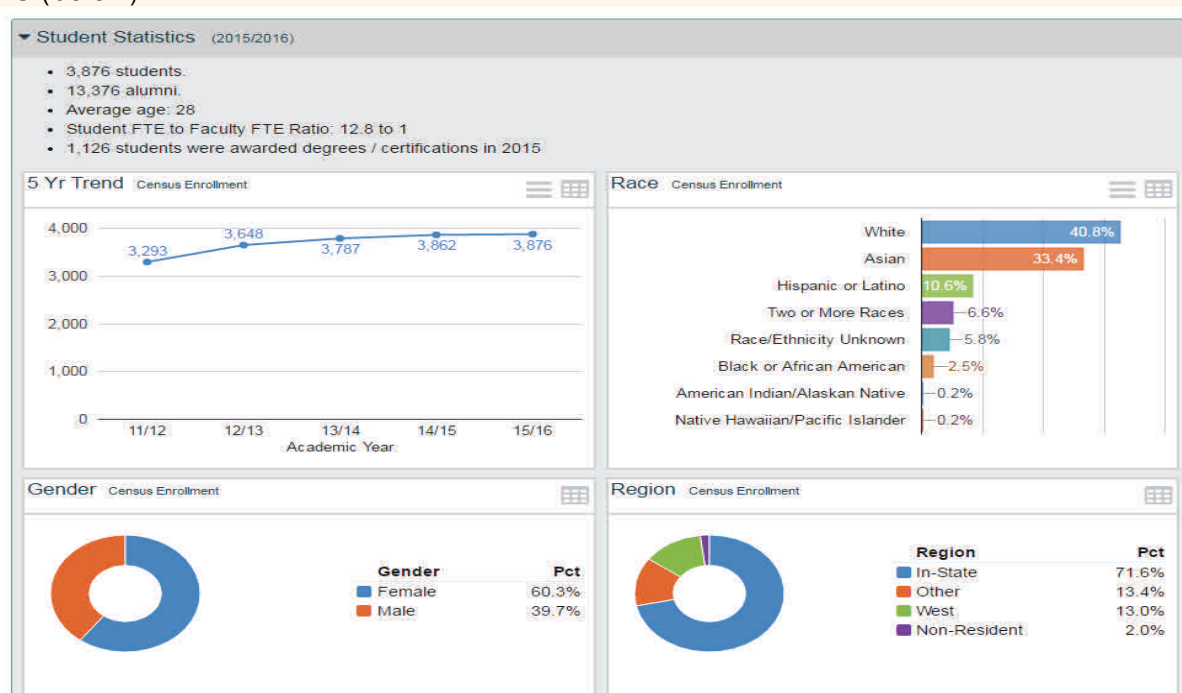 Student Statistics (2015/2016)
• 3,876 students.
• 13,376 alumni.
• Average age: 28
• Student FTE to Faculty FTE Ratio: 12.8 to 1
• 1,126 students were awarded degrees / certifications in 2015
5 Yr Trend Census Enrollment
4,000
3,000
2,000
1,000
0
3,293
3,648
3,787
3,862
3,876
11/12 12/13 13/14 14/15 15/16
Academic Year
Race Census Enrollment
White 40.8%
Asian 33.4%
Hispanic or Latino 10.6%
Two or More Races 6.6%
Race/Ethnicity Unknown 5.8%
Black or African American 2.5%
American Indian/Alaskan Native 0.2%
Native Hawaiian/Pacific Islander 0.2%
Gender Census Enrollment
Gender Pct
Female 60.3%
Male 39.7%
Region Census Enrollment
Region Pct
In-State 71.6%
Other 13.4%
West 13.0%
Non-Resident 2.0%